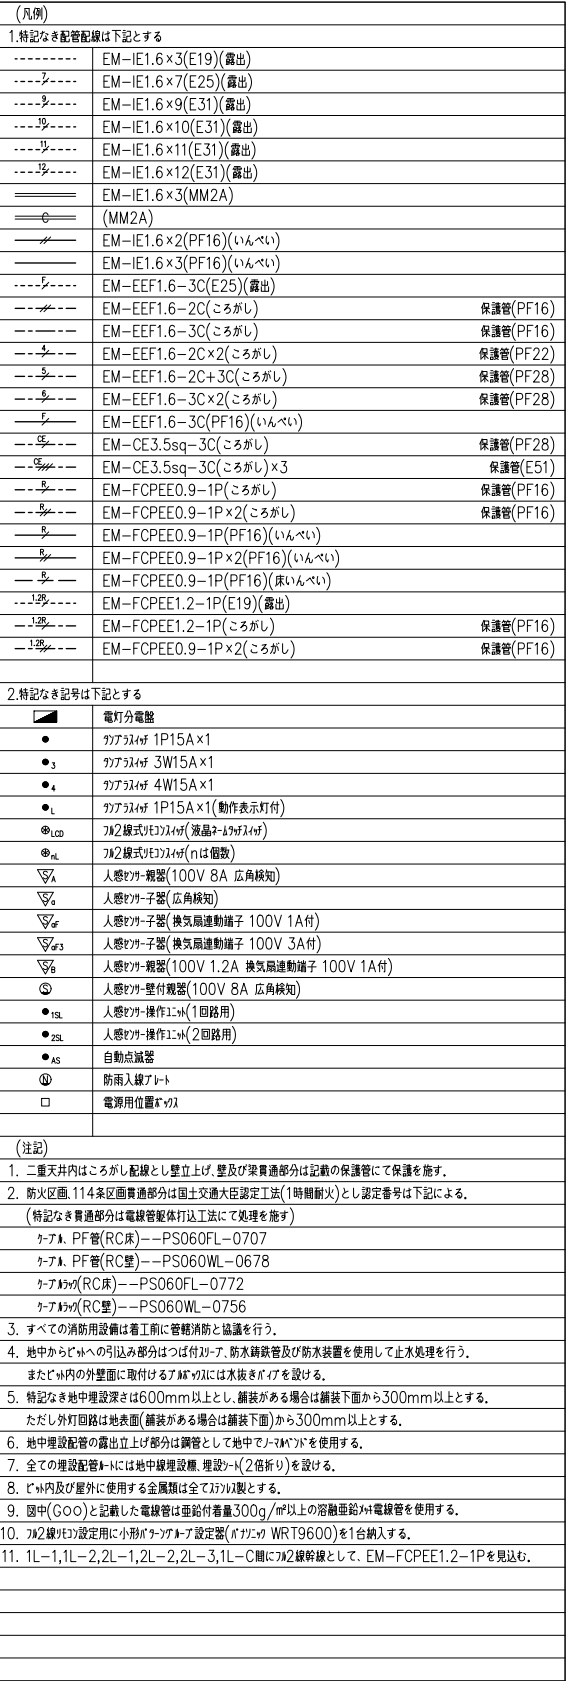 (凡例)
1.特記なき配管配線は下記とする
EM-IE1.6×3(E19)(露出)
7 EM-IE1.6×7(E25)(露出)
9 EM-IE1.6×9(E31)(露出)
10 EM-IE1.6×10(E31)(露出)
11 EM-IE1.6×11(E31)(露出)
12 EM-IE1.6×12(E31)(露出)
EM-IE1.6×3(MM2A)
C (MM2A)
EM-IE1.6×2(PF16)(いんぺい)
EM-IE1.6×3(PF16)(いんぺい)
F EM-EEF1.6-3C(E25)(露出)
EM-EEF1.6-2C(ころがし) 保護管(PF16)
EM-EEF1.6-3C(ころがし) 保護管(PF16)
4 EM-EEF1.6-2C×2(ころがし) 保護管(PF22)
5 EM-EEF1.6-2C+3C(ころがし) 保護管(PF28)
6 EM-EEF1.6-3C×2(ころがし) 保護管(PF28)
F EM-EEF1.6-3C(PF16)(いんぺい)
CE EM-CE3.5sq-3C(ころがし) 保護管(PF28)
CE EM-CE3.5sq-3C(ころがし)×3 保護管(E51)
R EM-FCPEE0.9-1P(ころがし) 保護管(PF16)
R EM-FCPEE0.9-1P×2(ころがし) 保護管(PF16)
R EM-FCPEE0.9-1P(PF16)(いんぺい)
R EM-FCPEE0.9-1P×2(PF16)(いんぺい)
R EM-FCPEE0.9-1P(PF16)(床いんぺい)
1.2R EM-FCPEE1.2-1P(E19)(露出)
1.2R EM-FCPEE1.2-1P(ころがし) 保護管(PF16)
1.2R EM-FCPEE0.9-1P×2(ころがし) 保護管(PF16)
2.特記なき記号は下記とする
電灯分電盤
● ﾜﾝﾌﾟﾗｽｲｯﾁ 1P15A×1
●3 ﾜﾝﾌﾟﾗｽｲｯﾁ 3W15A×1
●4 ﾜﾝﾌﾟﾗｽｲｯﾁ 4W15A×1
●L ﾜﾝﾌﾟﾗｽｲｯﾁ 1P15A×1(動作表示灯付)
⊛LCD ﾌﾙ2線式ﾘﾓｺﾝｽｲｯﾁ(液晶ﾈｰﾑﾀｯﾁｽｲｯﾁ)
⊛nL ﾌﾙ2線式ﾘﾓｺﾝｽｲｯﾁ(nは個数)
S A 人感ｾﾝｻｰ親器(100V 8A 広角検知)
S a 人感ｾﾝｻｰ子器(広角検知)
S aF 人感ｾﾝｻｰ子器(換気扇連動端子 100V 1A付)
S aF3 人感ｾﾝｻｰ子器(換気扇連動端子 100V 3A付)
S B 人感ｾﾝｻｰ親器(100V 1.2A 換気扇連動端子 100V 1A付)
Ⓢ 人感ｾﾝｻｰ壁付親器(100V 8A 広角検知)
●1SL 人感ｾﾝｻｰ操作ﾕﾆｯﾄ(1回路用)
●2SL 人感ｾﾝｻｰ操作ﾕﾆｯﾄ(2回路用)
●AS 自動点滅器
Ⓝ 防雨入線ﾌﾟﾚｰﾄ
□ 電源用位置ﾎﾞｯｸｽ
(注記)
1. 二重天井内はころがし配線とし壁立上げ､壁及び梁貫通部分は記載の保護管にて保護を施す.
2. 防火区画､114条区画貫通部分は国土交通大臣認定工法(1時間耐火)とし認定番号は下記による.
(特記なき貫通部分は電線管躯体打込工法にて処理を施す)
ｹｰﾌﾞﾙ､ PF管(RC床)--PS060FL-0707
ｹｰﾌﾞﾙ､ PF管(RC壁)--PS060WL-0678
ｹｰﾌﾞﾙﾗｯｸ(RC床)--PS060FL-0772
ｹｰﾌﾞﾙﾗｯｸ(RC壁)--PS060WL-0756
3. すべての消防用設備は着工前に管轄消防と協議を行う.
4. 地中からﾋﾟｯﾄへの引込み部分はつば付ｽﾘｰﾌﾞ､防水鋳鉄管及び防水装置を使用して止水処理を行う.
またﾋﾟｯﾄ内の外壁面に取付けるﾌﾟﾙﾎﾞｯｸｽには水抜きﾊﾟｲﾌﾟを設ける.
5. 特記なき地中埋設深さは600mm以上とし､舗装がある場合は舗装下面から300mm以上とする.
ただし外灯回路は地表面(舗装がある場合は舗装下面)から300mm以上とする.
6. 地中埋設配管の露出立上げ部分は鋼管として地中でﾉｰﾏﾙﾍﾞﾝﾄﾞを使用する.
7. 全ての埋設配管ﾙｰﾄには地中線埋設標､埋設ｼｰﾄ(2倍折り)を設ける.
8. ﾋﾟｯﾄ内及び屋外に使用する金属類は全てｽﾃﾝﾚｽ製とする.
9. 図中(G○○)と記載した電線管は亜鉛付着量300g/㎡以上の溶融亜鉛ﾒｯｷ電線管を使用する.
10. ﾌﾙ2線ﾘﾓｺﾝ設定用に小形ﾊﾟﾀｰﾝｸﾞﾙｰﾌﾟ設定器(ﾊﾟﾅｿﾆｯｸ WRT9600)を1台納入する.
11. 1L-1,1L-2,2L-1,2L-2,2L-3,1L-C間にﾌﾙ2線幹線として､ EM-FCPEE1.2-1Pを見込む.